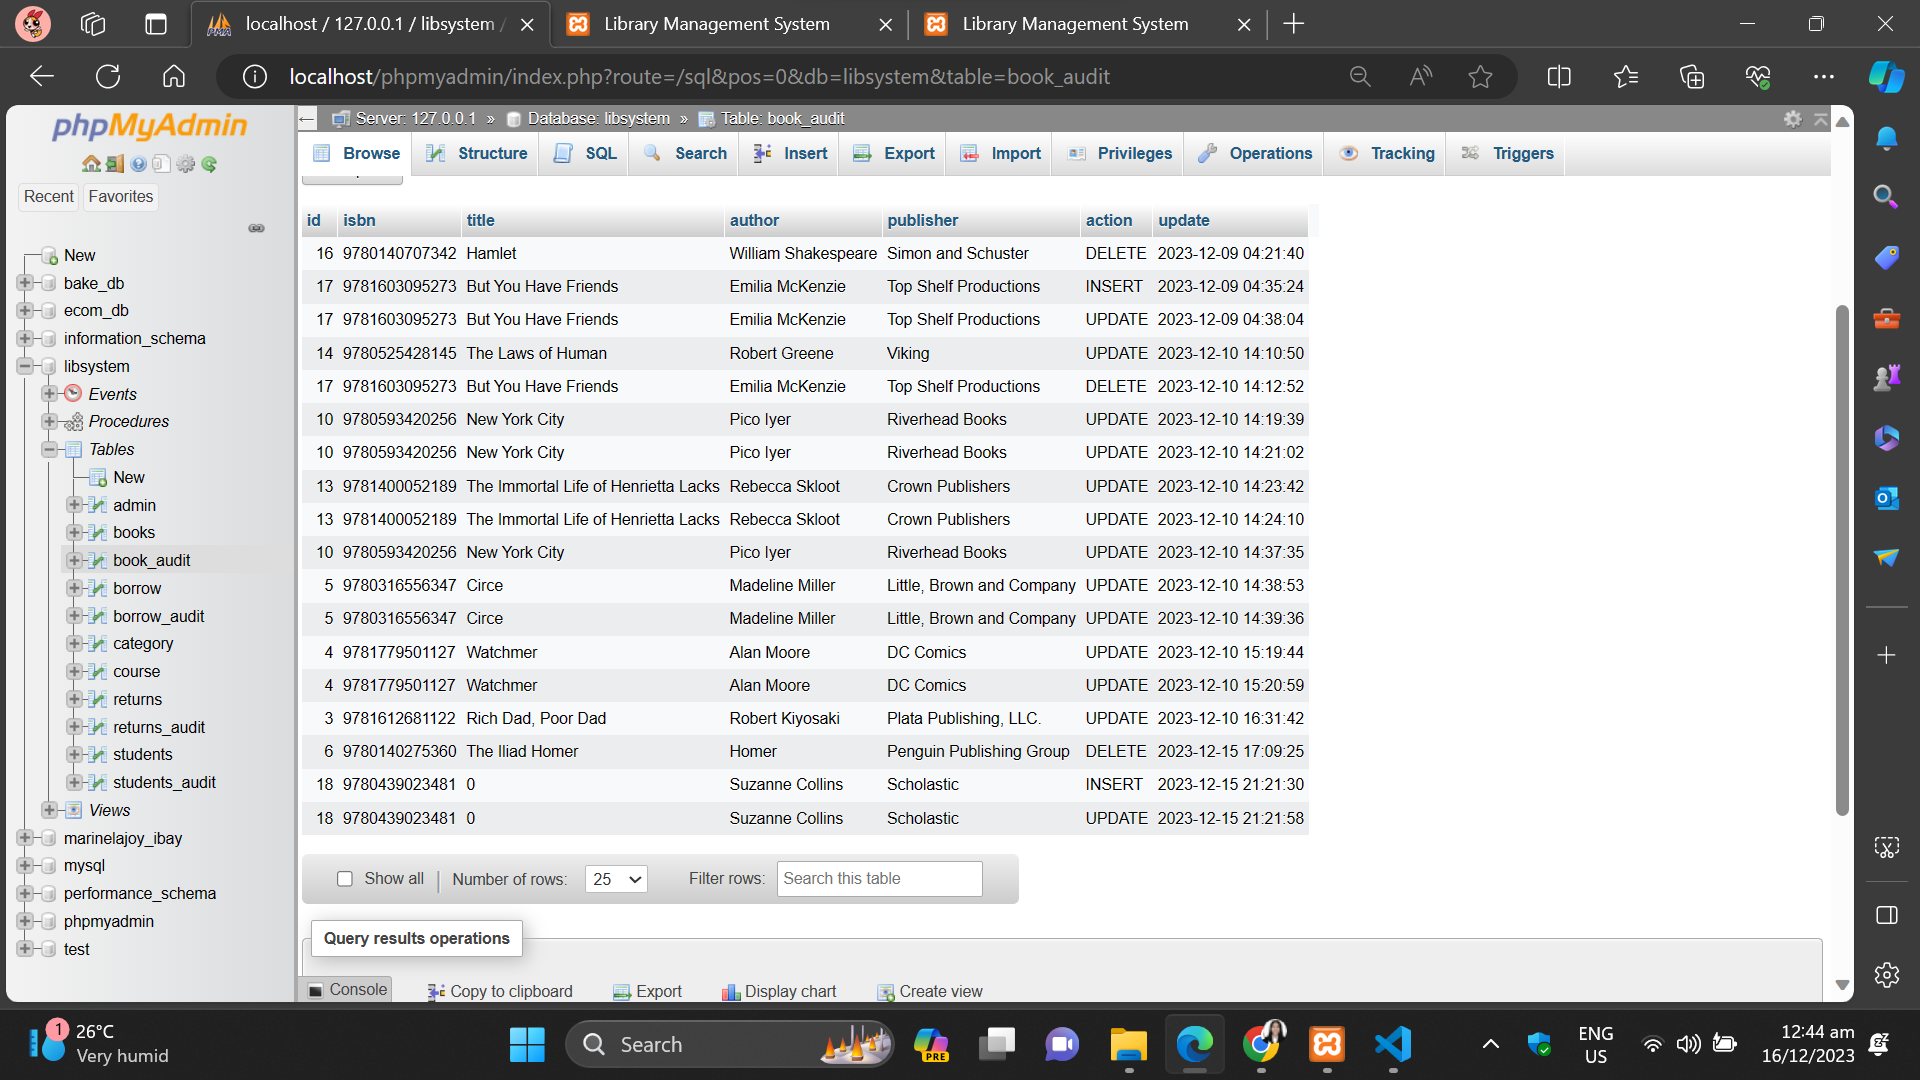 localhost / 127.0.0.1 / libsystem /
Library Management System
Library Management System
localhost/phpmyadmin/index.php?route=/sql&pos=0&db=libsystem&table=book_audit
phpMyAdmin
Recent
Favorites
New
bake_db
ecom_db
information_schema
libsystem
Events
Procedures
Tables
New
admin
books
book_audit
borrow
borrow_audit
category
course
returns
returns_audit
students
students_audit
Views
marinelajoy_ibay
mysql
performance_schema
phpmyadmin
test
Server: 127.0.0.1 » Database: libsystem » Table: book_audit
Browse Structure SQL Search Insert Export Import Privileges Operations Tracking Triggers
id isbn title author publisher action update
16 9780140707342 Hamlet William Shakespeare Simon and Schuster DELETE 2023-12-09 04:21:40
17 9781603095273 But You Have Friends Emilia McKenzie Top Shelf Productions INSERT 2023-12-09 04:35:24
17 9781603095273 But You Have Friends Emilia McKenzie Top Shelf Productions UPDATE 2023-12-09 04:38:04
14 9780525428145 The Laws of Human Robert Greene Viking UPDATE 2023-12-10 14:10:50
17 9781603095273 But You Have Friends Emilia McKenzie Top Shelf Productions DELETE 2023-12-10 14:12:52
10 9780593420256 New York City Pico Iyer Riverhead Books UPDATE 2023-12-10 14:19:39
10 9780593420256 New York City Pico Iyer Riverhead Books UPDATE 2023-12-10 14:21:02
13 9781400052189 The Immortal Life of Henrietta Lacks Rebecca Skloot Crown Publishers UPDATE 2023-12-10 14:23:42
13 9781400052189 The Immortal Life of Henrietta Lacks Rebecca Skloot Crown Publishers UPDATE 2023-12-10 14:24:10
10 9780593420256 New York City Pico Iyer Riverhead Books UPDATE 2023-12-10 14:37:35
5 9780316556347 Circe Madeline Miller Little, Brown and Company UPDATE 2023-12-10 14:38:53
5 9780316556347 Circe Madeline Miller Little, Brown and Company UPDATE 2023-12-10 14:39:36
4 9781779501127 Watchmer Alan Moore DC Comics UPDATE 2023-12-10 15:19:44
4 9781779501127 Watchmer Alan Moore DC Comics UPDATE 2023-12-10 15:20:59
3 9781612681122 Rich Dad, Poor Dad Robert Kiyosaki Plata Publishing, LLC. UPDATE 2023-12-10 16:31:42
6 9780140275360 The Iliad Homer Homer Penguin Publishing Group DELETE 2023-12-15 17:09:25
18 9780439023481 0 Suzanne Collins Scholastic INSERT 2023-12-15 21:21:30
18 9780439023481 0 Suzanne Collins Scholastic UPDATE 2023-12-15 21:21:58
Show all | Number of rows: 25 Filter rows: Search this table
Query results operations
Console
Copy to clipboard Export Display chart Create view
1
26°C
Very humid
Search
PRE
ENG
US
12:44 am
16/12/2023